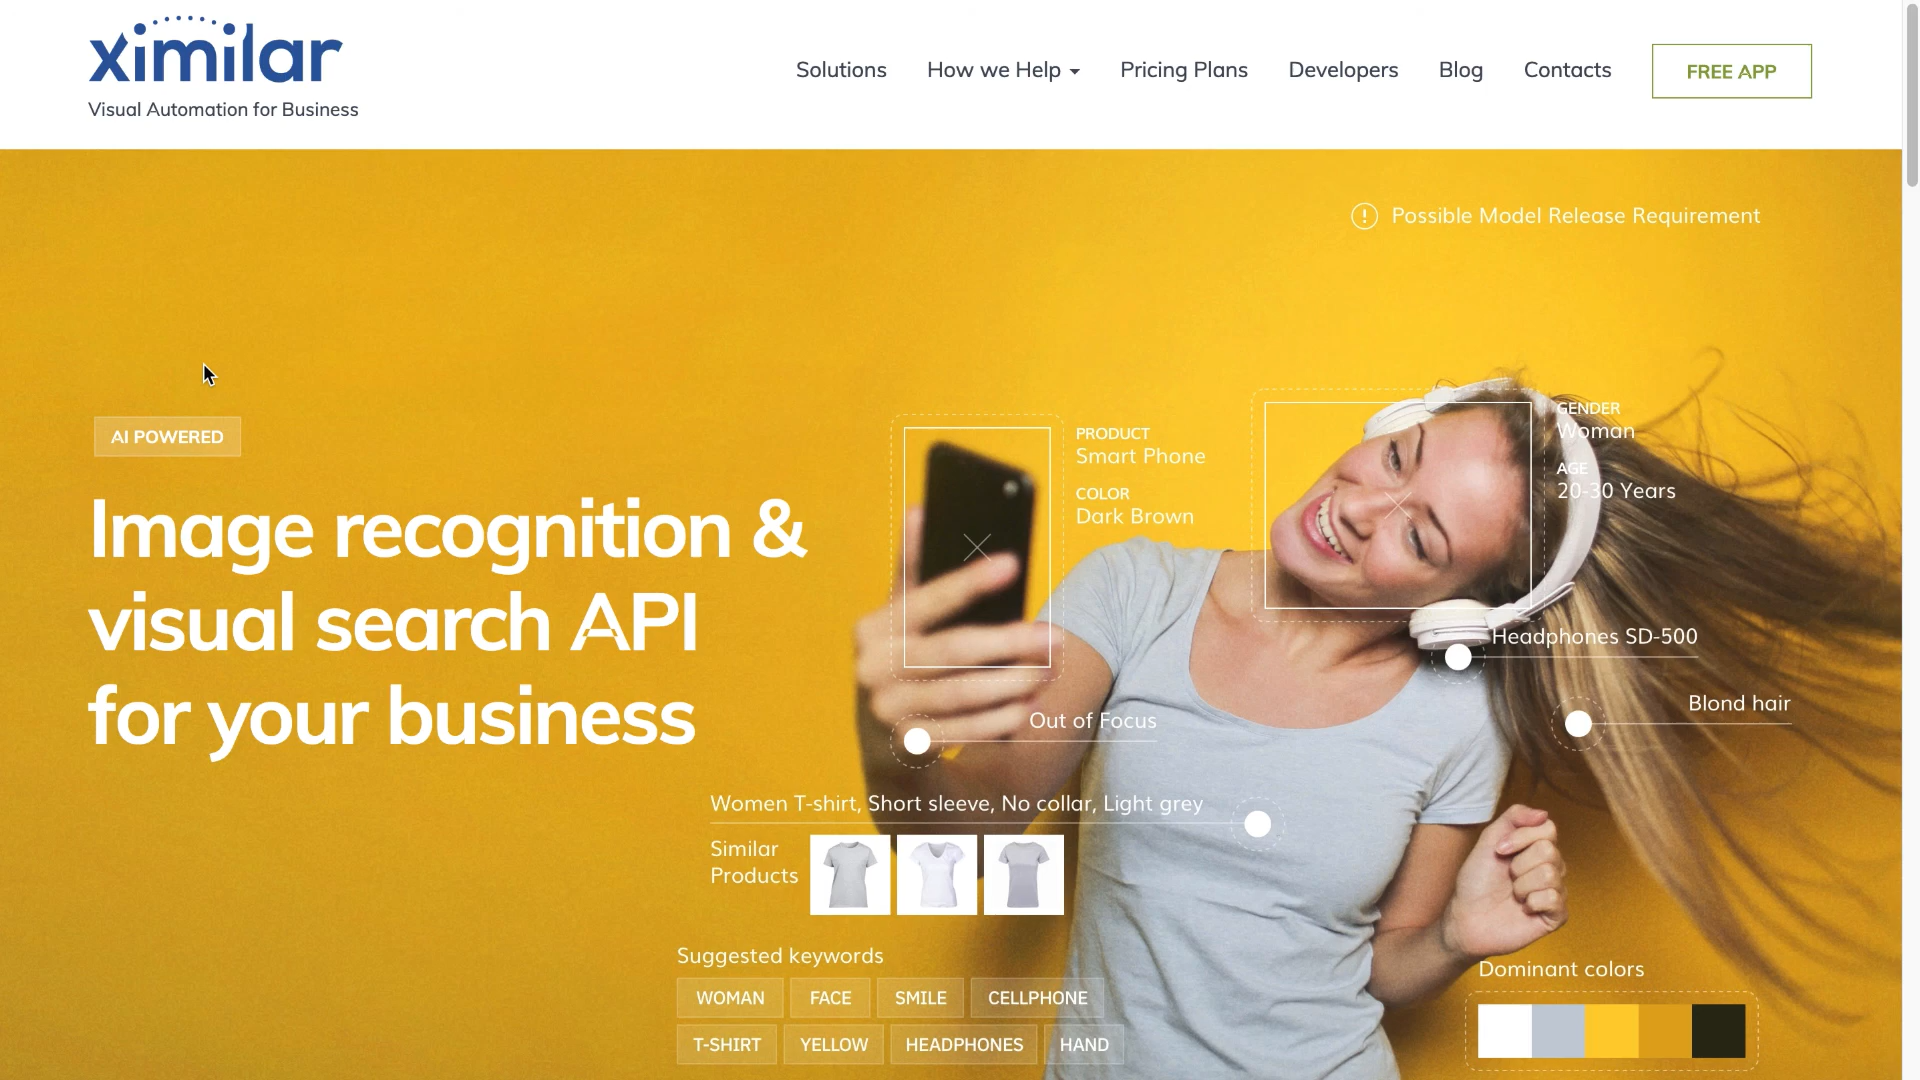 ximilar
Visual Automation for Business
Solutions
How we Help
Pricing Plans
Developers
Blog
Contacts
FREE APP
Possible Model Release Requirement
AI POWERED
Image recognition &
visual search API
for your business
PRODUCT
Smart Phone
COLOR
Dark Brown
GENDER
Woman
AGE
20-30 Years
Headphones SD-500
Blond hair
Out of Focus
Women T-shirt, Short sleeve, No collar, Light grey
Similar
Products
Suggested keywords
WOMAN
FACE
SMILE
CELLPHONE
T-SHIRT
YELLOW
HEADPHONES
HAND
Dominant colors